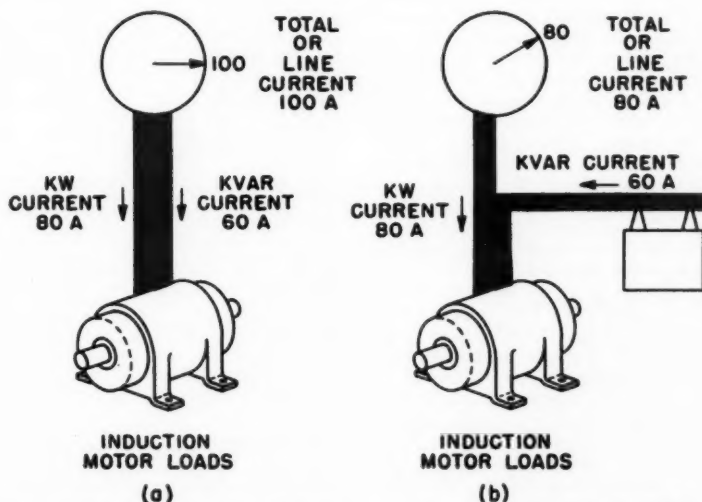 100
TOTAL
OR
LINE
CURRENT
100 A
KW
CURRENT
80 A
KVAR
CURRENT
60 A
INDUCTION
MOTOR LOADS
(a)
80
TOTAL
OR
LINE
CURRENT
80 A
KVAR CURRENT
60 A
KW
CURRENT
80 A
INDUCTION
MOTOR LOADS
(b)